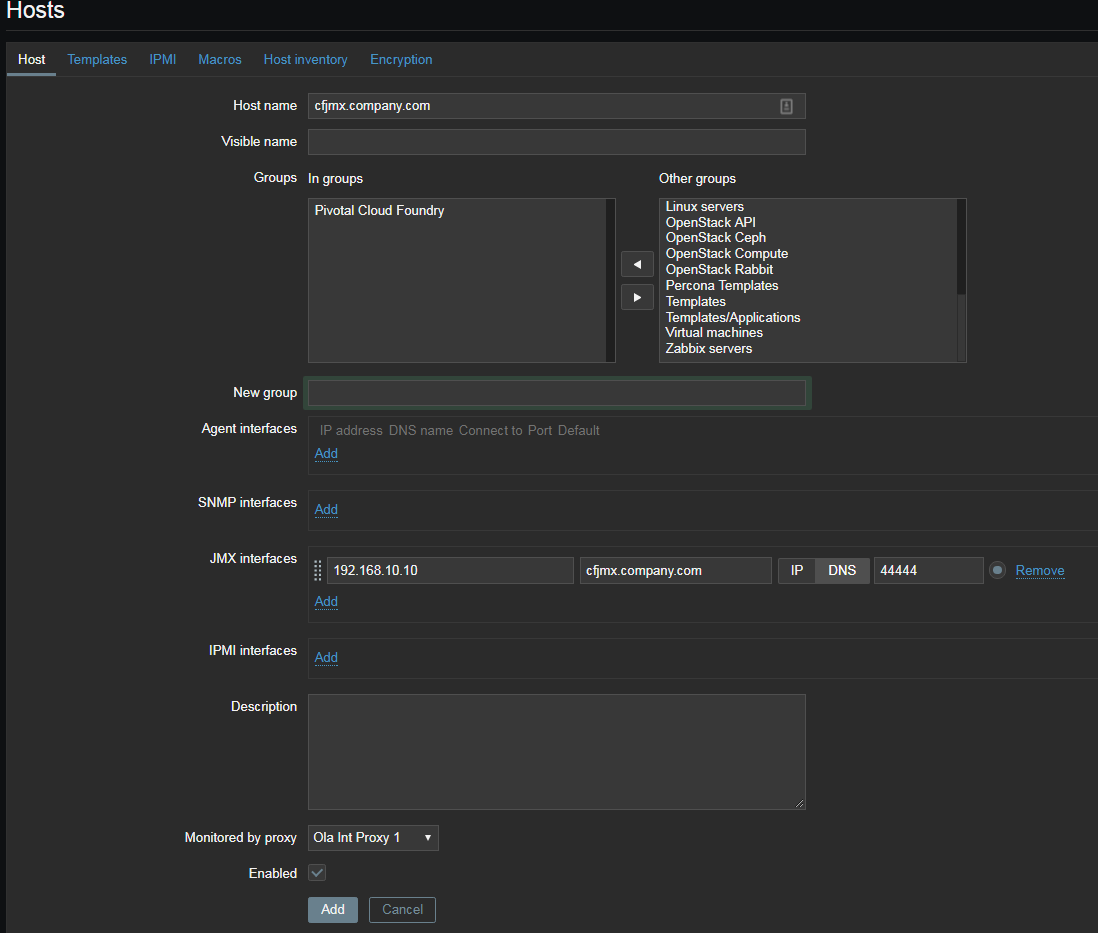 Hosts
Host Templates IPMI Macros Host inventory Encryption
Host name cfjmx.company.com
Visible name
Groups In groups Other groups
Pivotal Cloud Foundry
Linux servers
OpenStack API
OpenStack Ceph
OpenStack Compute
OpenStack Rabbit
Percona Templates
Templates
Templates/Applications
Virtual machines
Zabbix servers
New group
Agent interfaces IP address DNS name Connect to Port Default
Add
SNMP interfaces Add
JMX interfaces 192.168.10.10 cfjmx.company.com IP DNS 44444 Remove
Add
IPMI interfaces Add
Description
Monitored by proxy Ola Int Proxy 1
Enabled
Add Cancel